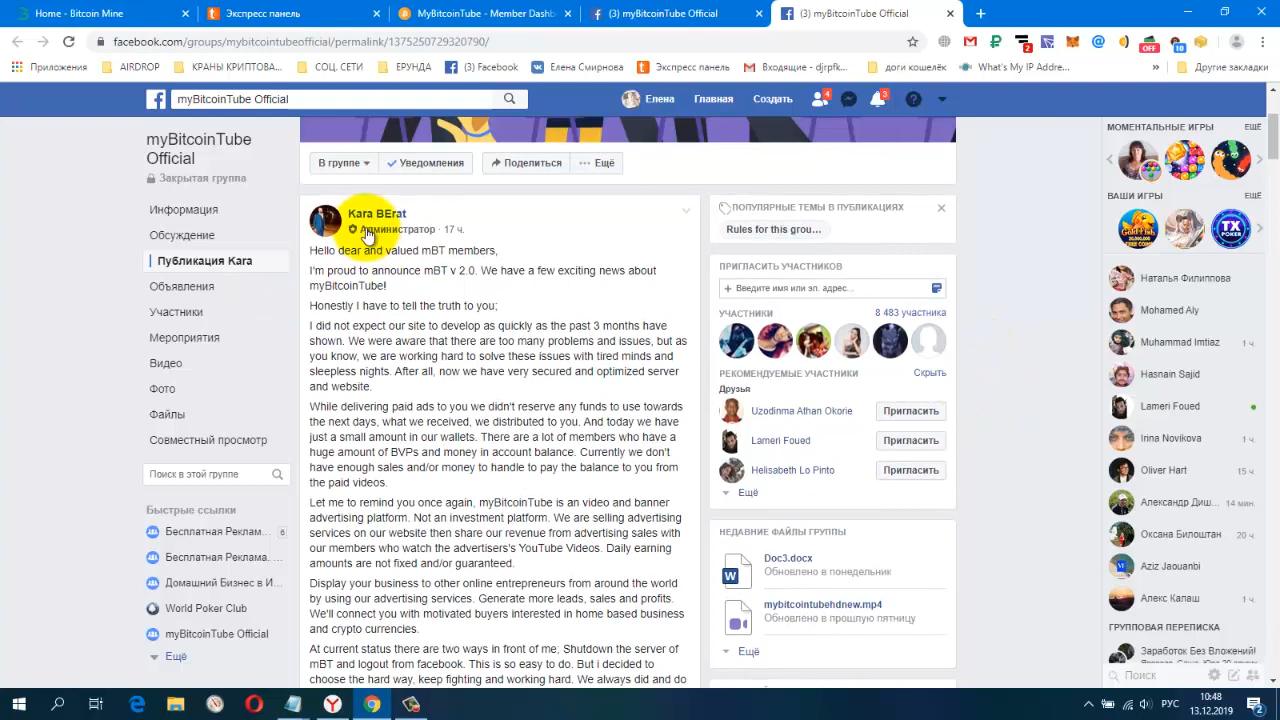 Home - Bitcoin Mine
Экспресс панель
MyBitcoinTube - Member Dashb
(3) myBitcoinTube Official
(3) myBitcoinTube Official
facebook.com/groups/mybitcointubeofficial/permalink/1375250729320790/
2
OFF
10
Приложения
AIRDROP
КРАНЫ КРИПТОВА...
СОЦ. СЕТИ
ЕРУНДА
(3) Facebook
Елена Смирнова
Экспресс панель
Входящие - djrpfk...
доги кошелёк
What's My IP Addre...
»
Другие закладки
myBitcoinTube Official
Елена
Главная
Создать
4
3
myBitcoinTube
Official
Закрытая группа
Информация
Обсуждение
Публикация Kara
Объявления
Участники
Мероприятия
Видео
Фото
Файлы
Совместный просмотр
Поиск в этой группе
Быстрые ссылки
Бесплатная Реклам...
6
Бесплатная Реклама. ...
Домашний Бизнес в И...
World Poker Club
myBitcoinTube Official
Ещё
В группе
Уведомления
Поделиться
Ещё
Kara BErat
Администратор · 17 ч.
Hello dear and valued mBT members,
I'm proud to announce mBT v 2.0. We have a few exciting news about
myBitcoinTube!
Honestly I have to tell the truth to you;
I did not expect our site to develop as quickly as the past 3 months have
shown. We were aware that there are too many problems and issues, but as
you know, we are working hard to solve these issues with tired minds and
sleepless nights. After all, now we have very secured and optimized server
and website.
While delivering paid ads to you we didn't reserve any funds to use towards
the next days, what we received, we distributed to you. And today we have
just a small amount in our wallets. There are a lot of members who have a
huge amount of BVPs and money in account balance. Currently we don't
have enough sales and/or money to handle to pay the balance to you from
the paid videos.
Let me to remind you once again, myBitcoinTube is an video and banner
advertising platform. Not an investment platform. We are selling advertising
services on our website then share our revenue from advertising sales with
our members who watch the advertisers's YouTube Videos. Daily earning
amounts are not fixed and/or guaranteed.
Display your business to other online entrepreneurs from around the world
by using our advertising services. Generate more leads, sales and profits.
We'll connect you with motivated buyers interested in home based business
and crypto currencies.
At current status there are two ways in front of me; Shutdown the server of
mBT and logout from facebook. This is so easy to do. But i decided to
choose the hard way, keep fighting and working hard. We always did and do
ПОПУЛЯРНЫЕ ТЕМЫ В ПУБЛИКАЦИЯХ
Rules for this grou...
ПРИГЛАСИТЬ УЧАСТНИКОВ
+ Введите имя или эл. адрес...
УЧАСТНИКИ
8 483 участника
РЕКОМЕНДУЕМЫЕ УЧАСТНИКИ
Скрыть
Друзья
Uzodinma Athan Okorie
Пригласить
Lameri Foued
Пригласить
Helisabeth Lo Pinto
Пригласить
Ещё
НЕДАВНИЕ ФАЙЛЫ ГРУППЫ
Doc3.docx
Обновлено в понедельник
mybitcointubehdnew.mp4
Обновлено в прошлую пятницу
Ещё
МОМЕНТАЛЬНЫЕ ИГРЫ
ЕЩЁ
ВАШИ ИГРЫ
ЕЩЁ
Наталья Филиппова
Mohamed Aly
Muhammad Imtiaz
1 ч.
Hasnain Sajid
Lameri Foued
Irina Novikova
1 ч.
Oliver Hart
15 ч.
Александр Диш...
14 мин.
Оксана Билоштан
20 ч.
Aziz Jaouanbi
Алекс Калаш
1 ч.
ГРУППОВАЯ ПЕРЕПИСКА
Заработок Без Вложений!
Поиск
РУС
10:48
13.12.2019
2